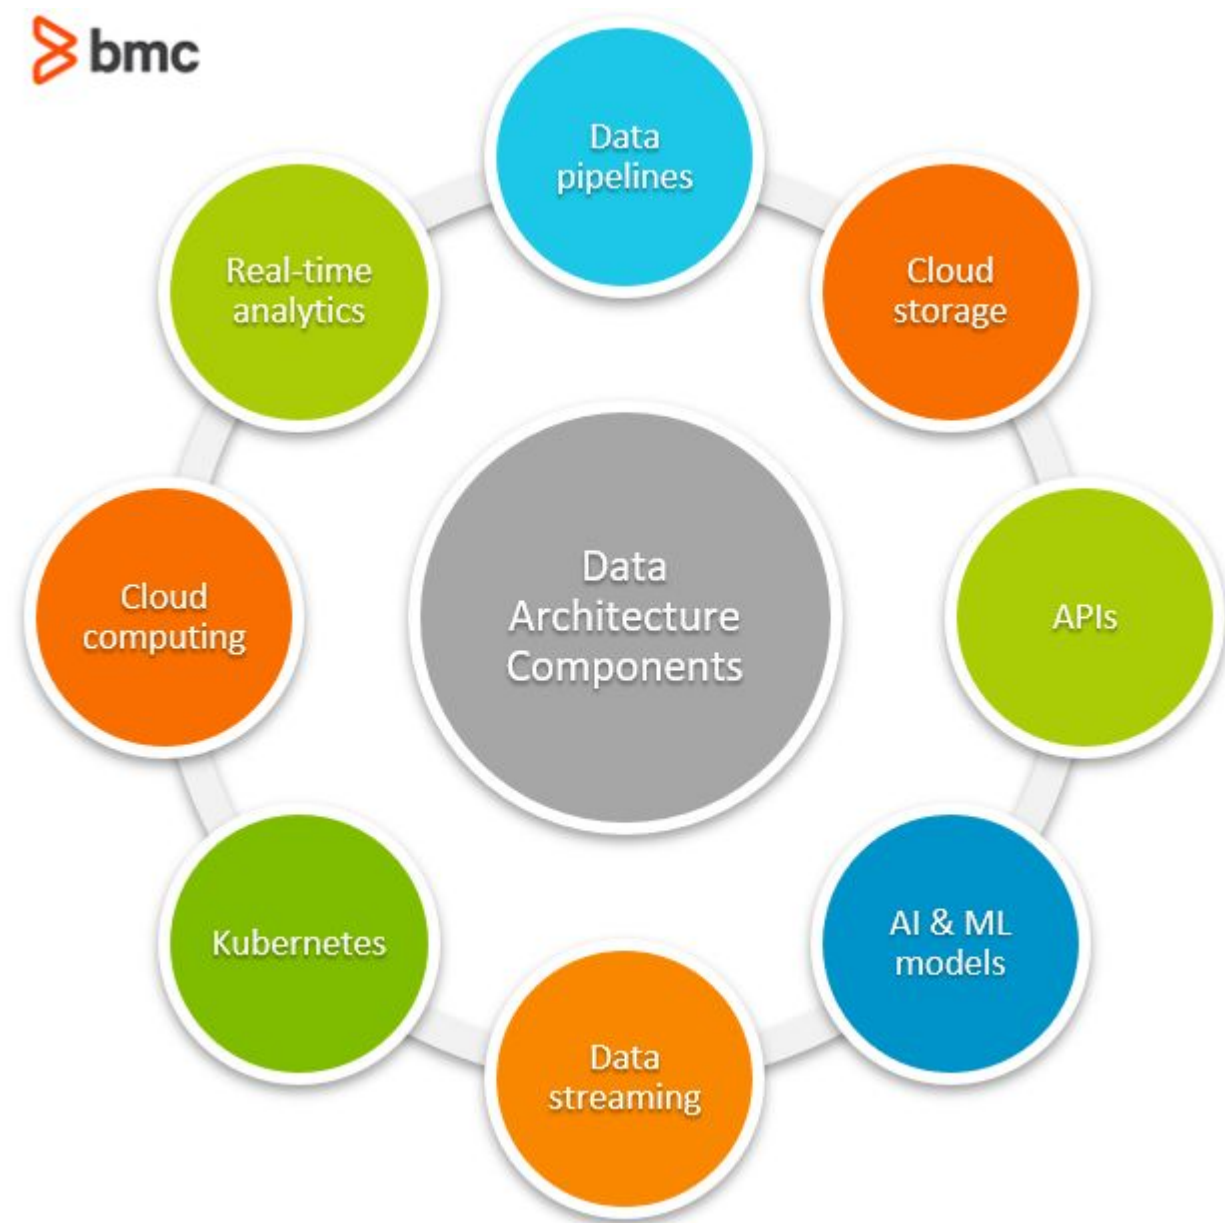 bmc
Data
pipelines
Cloud
storage
APIs
AI & ML
models
Data
streaming
Kubernetes
Cloud
computing
Real-time
analytics
Data
Architecture
Components